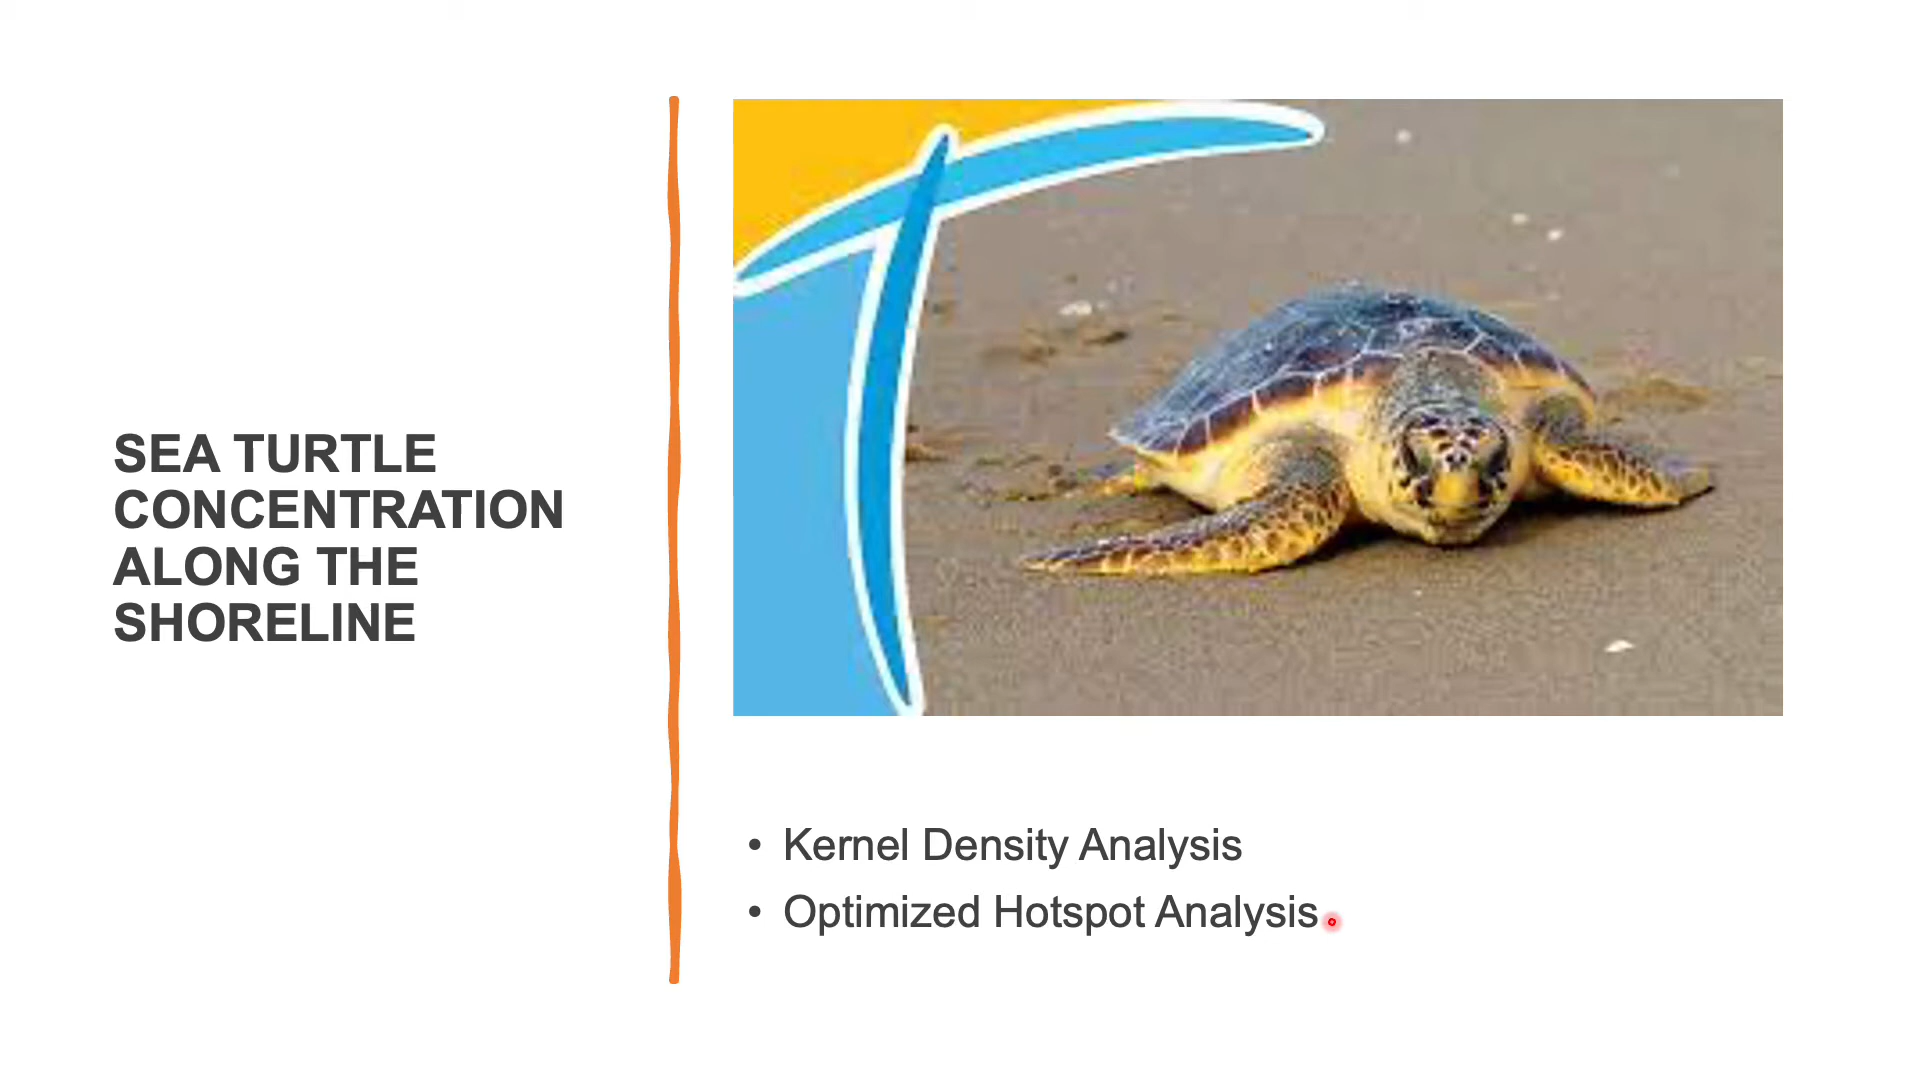 SEA TURTLE
CONCENTRATION
ALONG THE
SHORELINE
• Kernel Density Analysis
• Optimized Hotspot Analysis